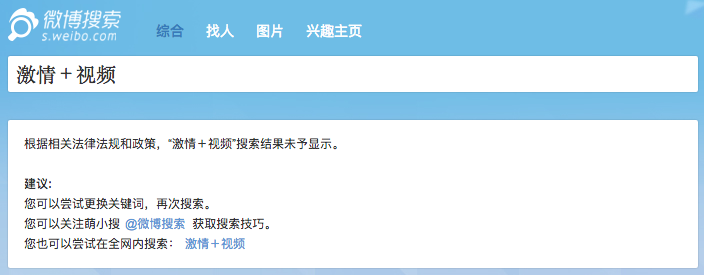 微博搜索
s.weibo.com
综合 找人 图片 兴趣主页
激情＋视频
根据相关法律法规和政策，“激情＋视频”搜索结果未予显示。
建议:
您可以尝试更换关键词，再次搜索。
您可以关注萌小搜 @微博搜索 获取搜索技巧。
您也可以尝试在全网内搜索： 激情＋视频